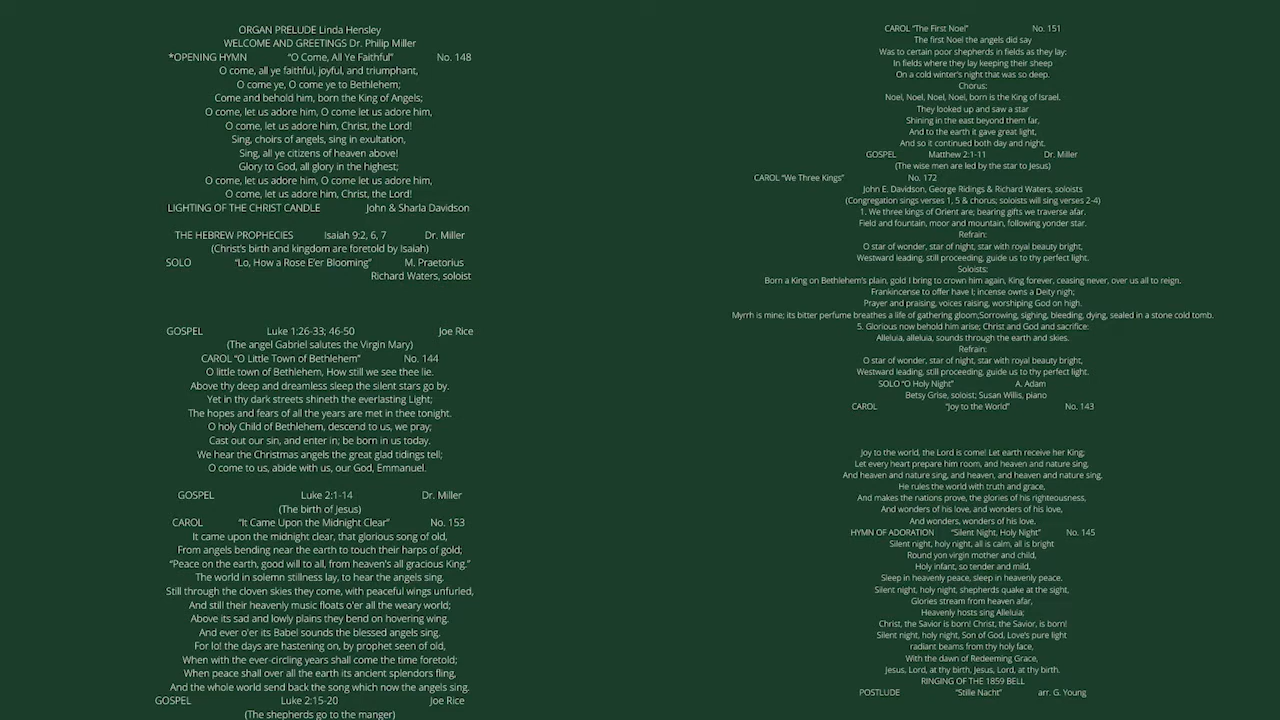 ORGAN PRELUDE Linda Hensley
WELCOME AND GREETINGS Dr. Philip Miller
*OPENING HYMN "O Come, All Ye Faithful" No. 148
O come, all ye faithful, joyful, and triumphant,
O come ye, O come ye to Bethlehem;
Come and behold him, born the King of Angels;
O come, let us adore him, O come let us adore him,
O come, let us adore him, Christ, the Lord!
Sing, choirs of angels, sing in exultation,
Sing, all ye citizens of heaven above!
Glory to God, all glory in the highest;
O come, let us adore him, O come let us adore him,
O come, let us adore him, Christ, the Lord!
LIGHTING OF THE CHRIST CANDLE John & Sharla Davidson
THE HEBREW PROPHECIES Isaiah 9:2, 6, 7 Dr. Miller
(Christ's birth and kingdom are foretold by Isaiah)
SOLO "Lo, How a Rose E'er Blooming" M. Praetorius
Richard Waters, soloist
GOSPEL Luke 1:26-33; 46-50 Joe Rice
(The angel Gabriel salutes the Virgin Mary)
CAROL "O Little Town of Bethlehem" No. 144
O little town of Bethlehem, How still we see thee lie.
Above thy deep and dreamless sleep the silent stars go by.
Yet in thy dark streets shineth the everlasting Light;
The hopes and fears of all the years are met in thee tonight.
O holy Child of Bethlehem, descend to us, we pray;
Cast out our sin, and enter in; be born in us today.
We hear the Christmas angels the great glad tidings tell;
O come to us, abide with us, our God, Emmanuel.
GOSPEL Luke 2:1-14 Dr. Miller
(The birth of Jesus)
CAROL "It Came Upon the Midnight Clear" No. 153
It came upon the midnight clear, that glorious song of old,
From angels bending near the earth to touch their harps of gold;
"Peace on the earth, good will to all, from heaven's all gracious King."
The world in solemn stillness lay, to hear the angels sing.
Still through the cloven skies they come, with peaceful wings unfurled,
And still their heavenly music floats o'er all the weary world;
Above its sad and lowly plains they bend on hovering wing.
And ever o'er its Babel sounds the blessed angels sing.
For lo! the days are hastening on, by prophet seen of old,
When with the ever-circling years shall come the time foretold;
When peace shall over all the earth its ancient splendors fling,
And the whole world send back the song which now the angels sing.
GOSPEL Luke 2:15-20 Joe Rice
(The shepherds go to the manger)
CAROL "The First Noel" No. 151
The first Noel the angels did say
Was to certain poor shepherds in fields as they lay:
In fields where they lay keeping their sheep
On a cold winter's night that was so deep.
Chorus:
Noel, Noel, Noel, Noel, born is the King of Israel.
They looked up and saw a star
Shining in the east beyond them far,
And to the earth it gave great light,
And so it continued both day and night.
GOSPEL Matthew 2:1-11 Dr. Miller
(The wise men are led by the star to Jesus)
CAROL "We Three Kings" No. 172
John E. Davidson, George Ridings & Richard Waters, soloists
(Congregation sings verses 1, 5 & chorus; soloists will sing verses 2-4)
1. We three kings of Orient are; bearing gifts we traverse afar.
Field and fountain, moor and mountain, following yonder star.
Refrain:
O star of wonder, star of night, star with royal beauty bright,
Westward leading, still proceeding, guide us to thy perfect light.
Soloists:
Born a King on Bethlehem's plain, gold I bring to crown him again, King forever, ceasing never, over us all to reign.
Frankincense to offer have I; incense owns a Deity nigh;
Prayer and praising, voices raising, worshiping God on high.
Myrrh is mine; its bitter perfume breathes a life of gathering gloom;Sorrowing, sighing, bleeding, dying, sealed in a stone cold tomb.
5. Glorious now behold him arise; Christ and God and sacrifice:
Alleluia, alleluia, sounds through the earth and skies.
Refrain:
O star of wonder, star of night, star with royal beauty bright,
Westward leading, still proceeding, guide us to thy perfect light.
SOLO "O Holy Night" A. Adam
Betsy Grise, soloist; Susan Willis, piano
CAROL "Joy to the World" No. 143
Joy to the world, the Lord is come! Let earth receive her King;
Let every heart prepare him room, and heaven and nature sing,
And heaven and nature sing, and heaven, and heaven and nature sing.
He rules the world with truth and grace,
And makes the nations prove, the glories of his righteousness,
And wonders of his love, and wonders of his love,
And wonders, wonders of his love.
HYMN OF ADORATION "Silent Night, Holy Night" No. 145
Silent night, holy night, all is calm, all is bright
Round yon virgin mother and child,
Holy infant, so tender and mild,
Sleep in heavenly peace, sleep in heavenly peace.
Silent night, holy night, shepherds quake at the sight,
Glories stream from heaven afar,
Heavenly hosts sing Alleluia;
Christ, the Savior is born! Christ, the Savior, is born!
Silent night, holy night, Son of God, Love's pure light
radiant beams from thy holy face,
With the dawn of Redeeming Grace,
Jesus, Lord, at thy birth, Jesus, Lord, at thy birth.
RINGING OF THE 1859 BELL
POSTLUDE "Stille Nacht" arr. G. Young